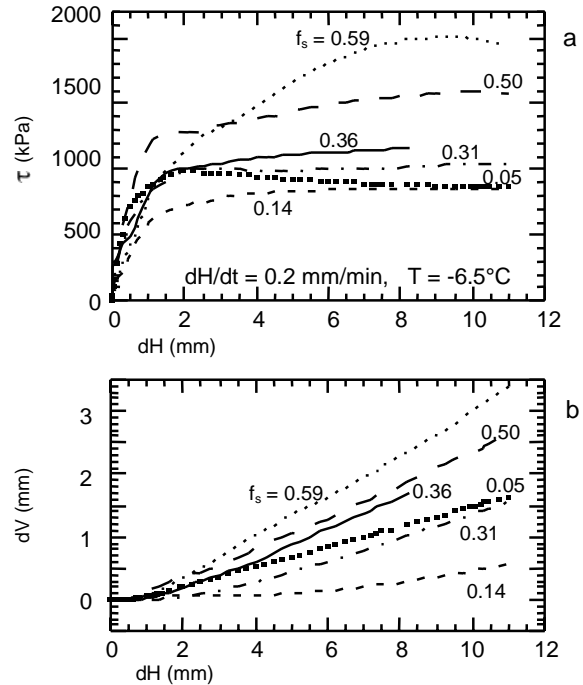 a
2000
1500
1000
500
0
τ (kPa)
f_s = 0.59
0.50
0.36
0.31
0.05
0.14
dH/dt = 0.2 mm/min, T = -6.5°C
0 2 4 6 8 10 12
dH (mm)
b
3
2
1
0
dV (mm)
f_s = 0.59
0.50
0.36
0.05
0.31
0.14
0 2 4 6 8 10 12
dH (mm)